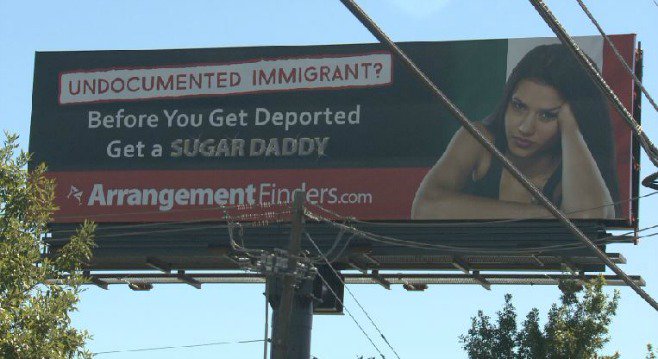 UNDOCUMENTED IMMIGRANT?
Before You Get Deported
Get a SUGAR DADDY
ArrangementFinders.com